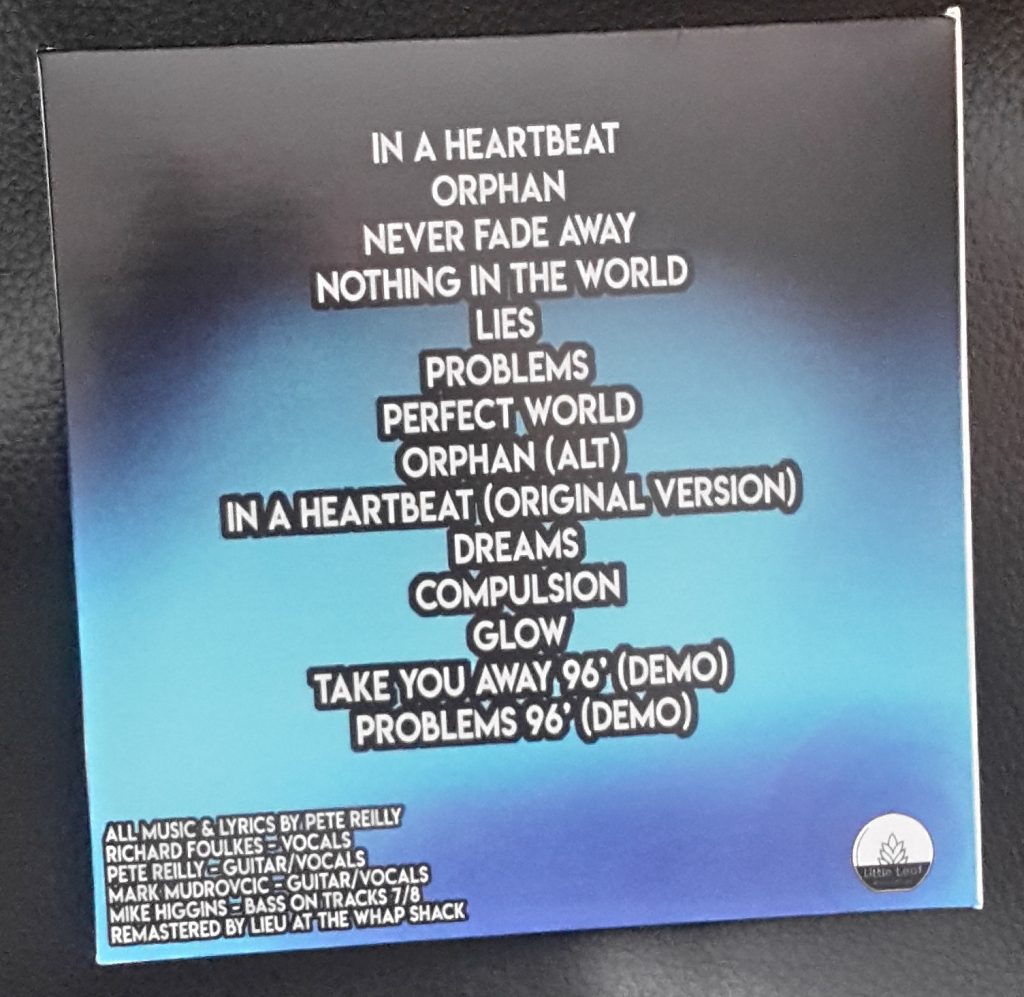 IN A HEARTBEAT
ORPHAN
NEVER FADE AWAY
NOTHING IN THE WORLD
LIES
PROBLEMS
PERFECT WORLD
ORPHAN (ALT)
IN A HEARTBEAT (ORIGINAL VERSION)
DREAMS
COMPULSION
GLOW
TAKE YOU AWAY 96' (DEMO)
PROBLEMS 96' (DEMO)
ALL MUSIC & LYRICS BY PETE REILLY
RICHARD FOULKES - VOCALS
PETE REILLY - GUITAR/VOCALS
MARK MUDROVCIC - GUITAR/VOCALS
MIKE HIGGINS - BASS ON TRACKS 7/8
REMASTERED BY LIEU AT THE WHAP SHACK
Little Leaf